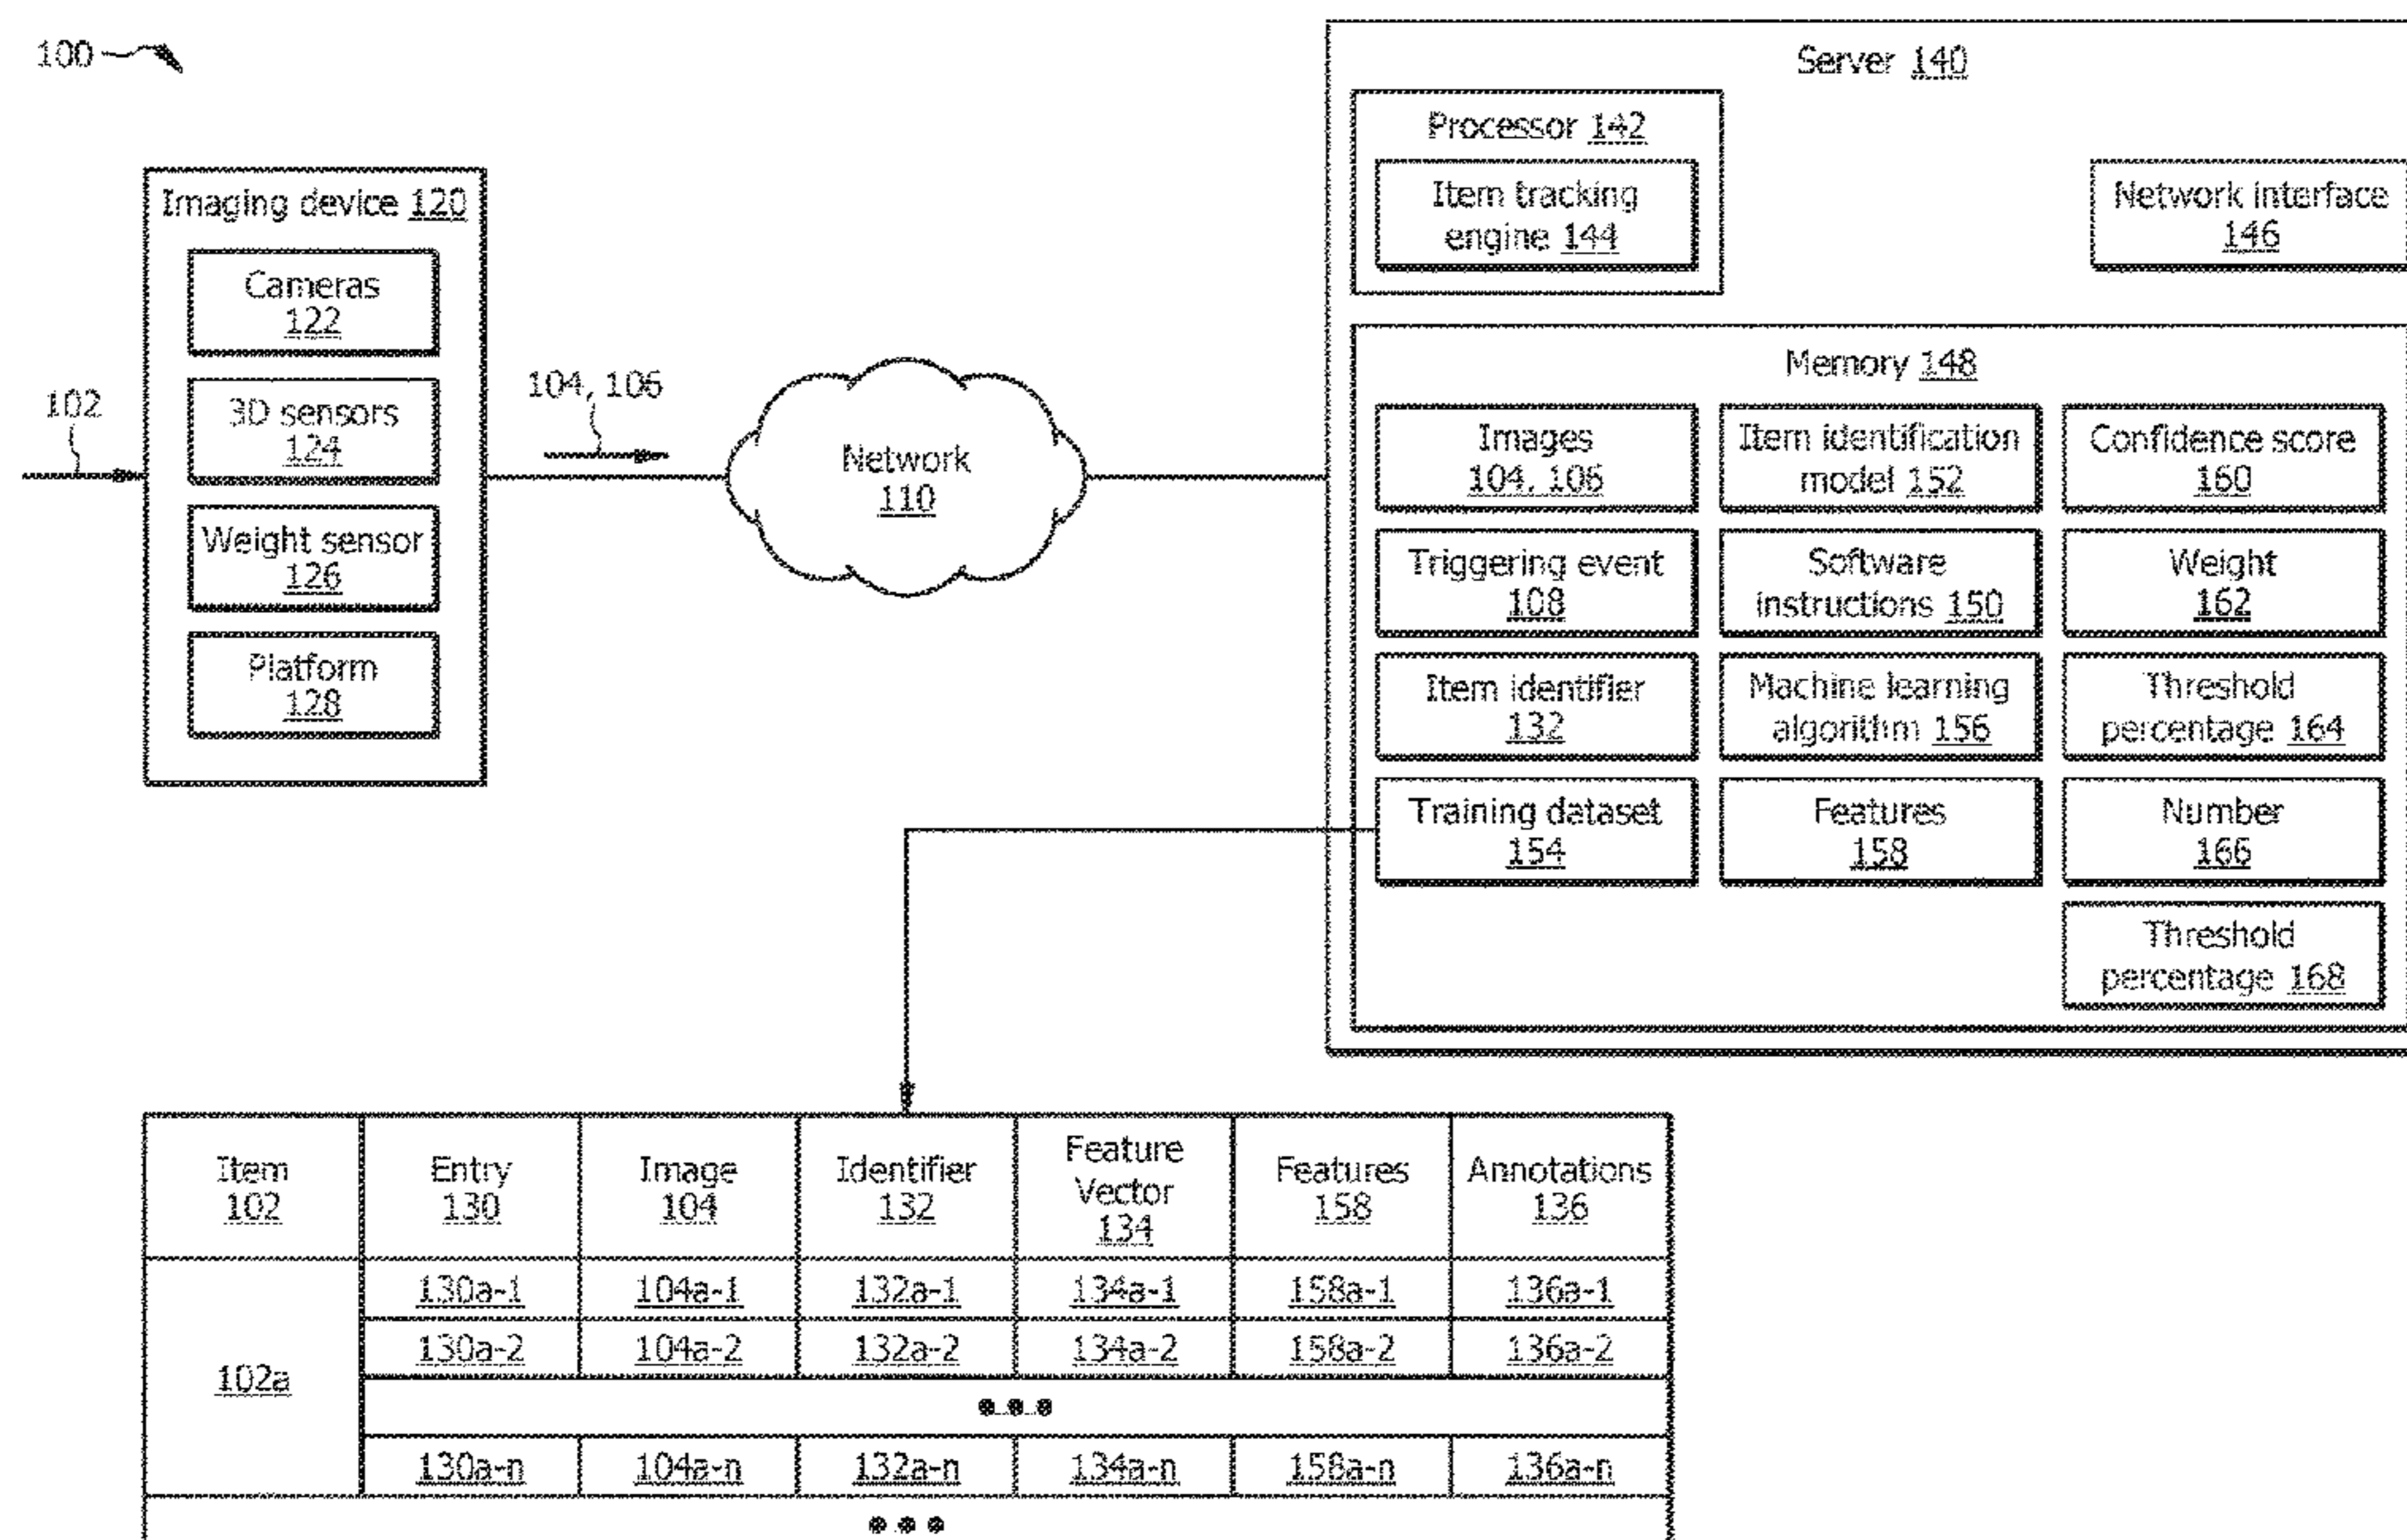 100
Server 140
Processor 142
Item tracking
engine 144
Network interface
146
Imaging device 120
Cameras
122
3D sensors
124
Weight sensor
126
Platform
128
102
104, 106
Network
110
Memory 148
Images
104, 106
Item identification
model 152
Confidence score
160
Triggering event
108
Software
instructions 150
Weight
162
Item identifier
132
Machine learning
algorithm 156
Threshold
percentage 164
Training dataset
154
Features
158
Number
166
Threshold
percentage 168
Item
102
Entry
130
Image
104
Identifier
132
Feature
Vector
134
Features
158
Annotations
136
102a
130a-1 104a-1 132a-1 134a-1 158a-1 136a-1
130a-2 104a-2 132a-2 134a-2 158a-2 136a-2
130a-n 104a-n 132a-n 134a-n 158a-n 136a-n